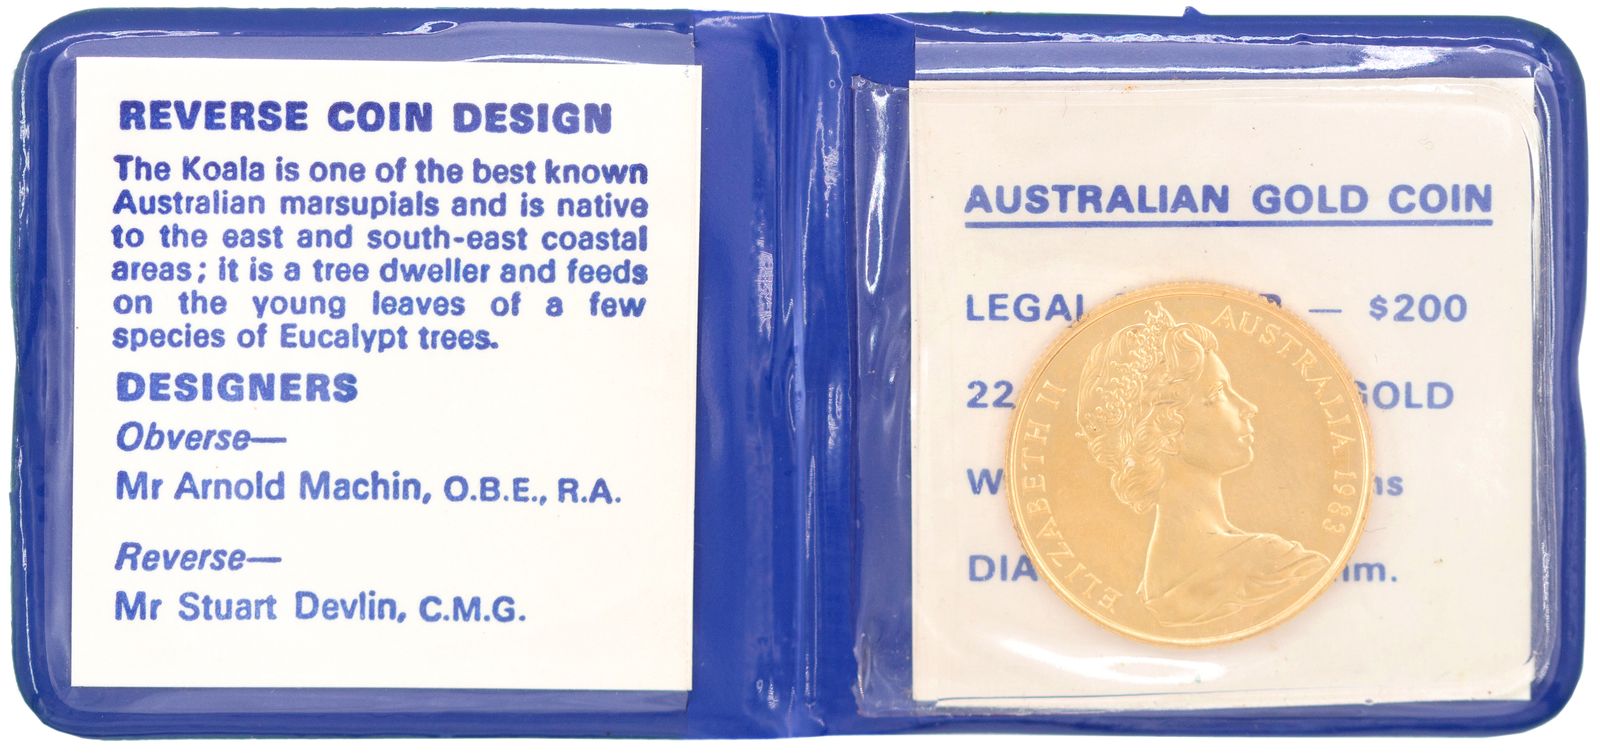 REVERSE COIN DESIGN
The Koala is one of the best known
Australian marsupials and is native
to the east and south-east coastal
areas; it is a tree dweller and feeds
on the young leaves of a few
species of Eucalypt trees.
DESIGNERS
Obverse—
Mr Arnold Machin, O.B.E., R.A.
Reverse—
Mr Stuart Devlin, C.M.G.
AUSTRALIAN GOLD COIN
LEGAL — $200
22 GOLD
ELIZABETH II AUSTRALIA 1983